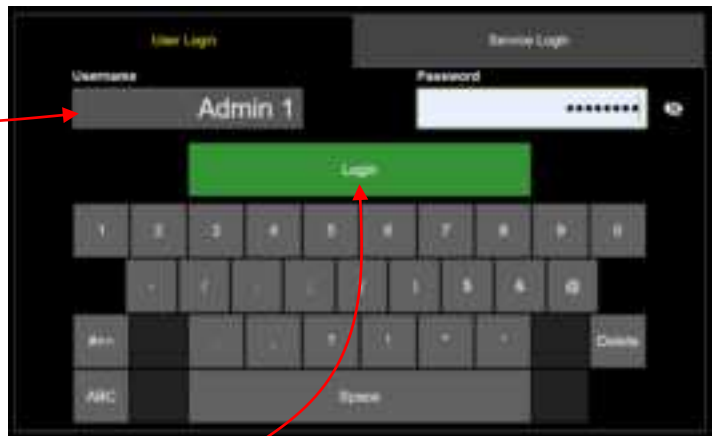 User Login Service Login
Username Password
Admin 1 ••••••••
Login
1 2 3 4 5 6 7 8 9 0
- / : ; ( ) $ & @
#+= . , ? ! Delete
ABC Space